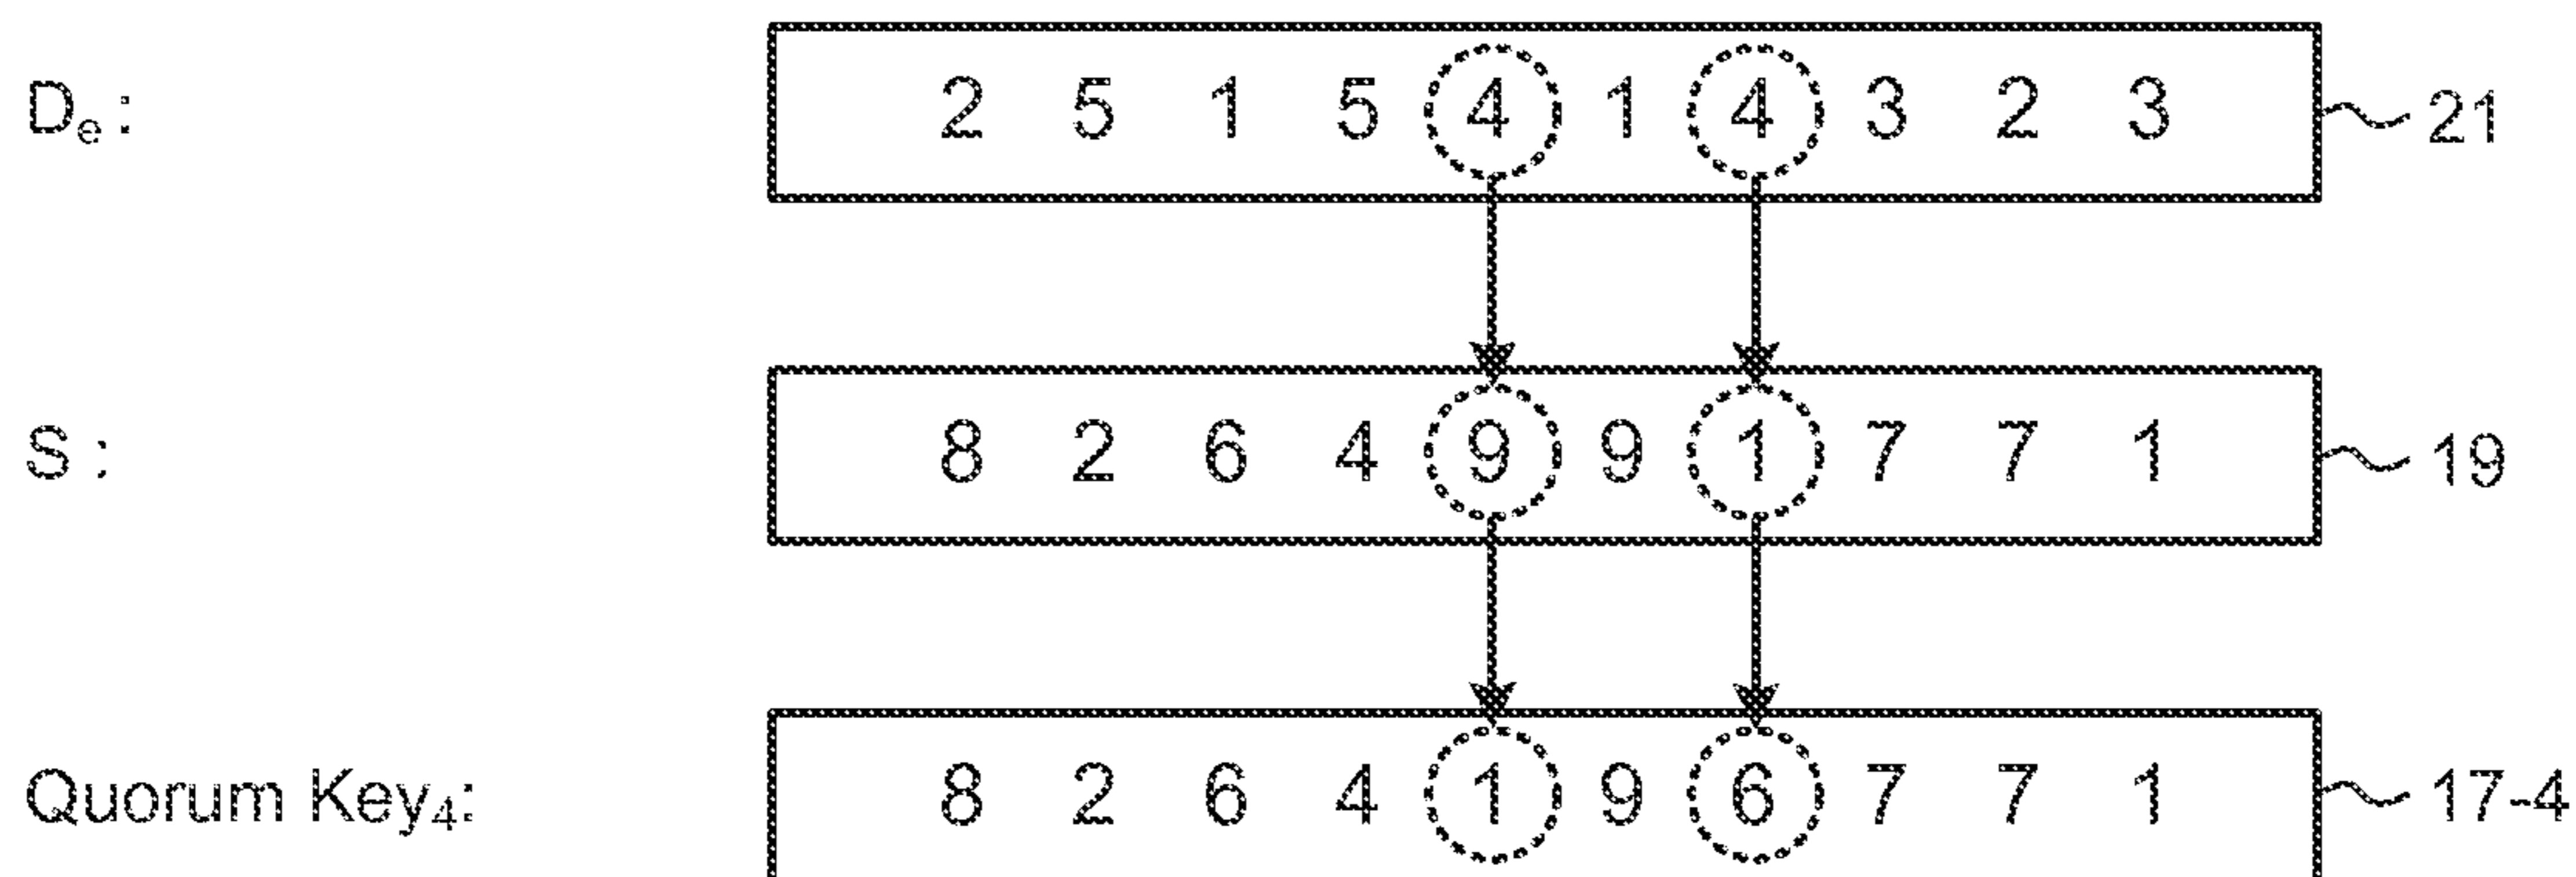 Dₑ : 2 5 1 5 4 1 4 3 2 3 21
S : 8 2 6 4 9 9 1 7 7 1 19
Quorum Key₄: 8 2 6 4 1 9 6 7 7 1 17-4